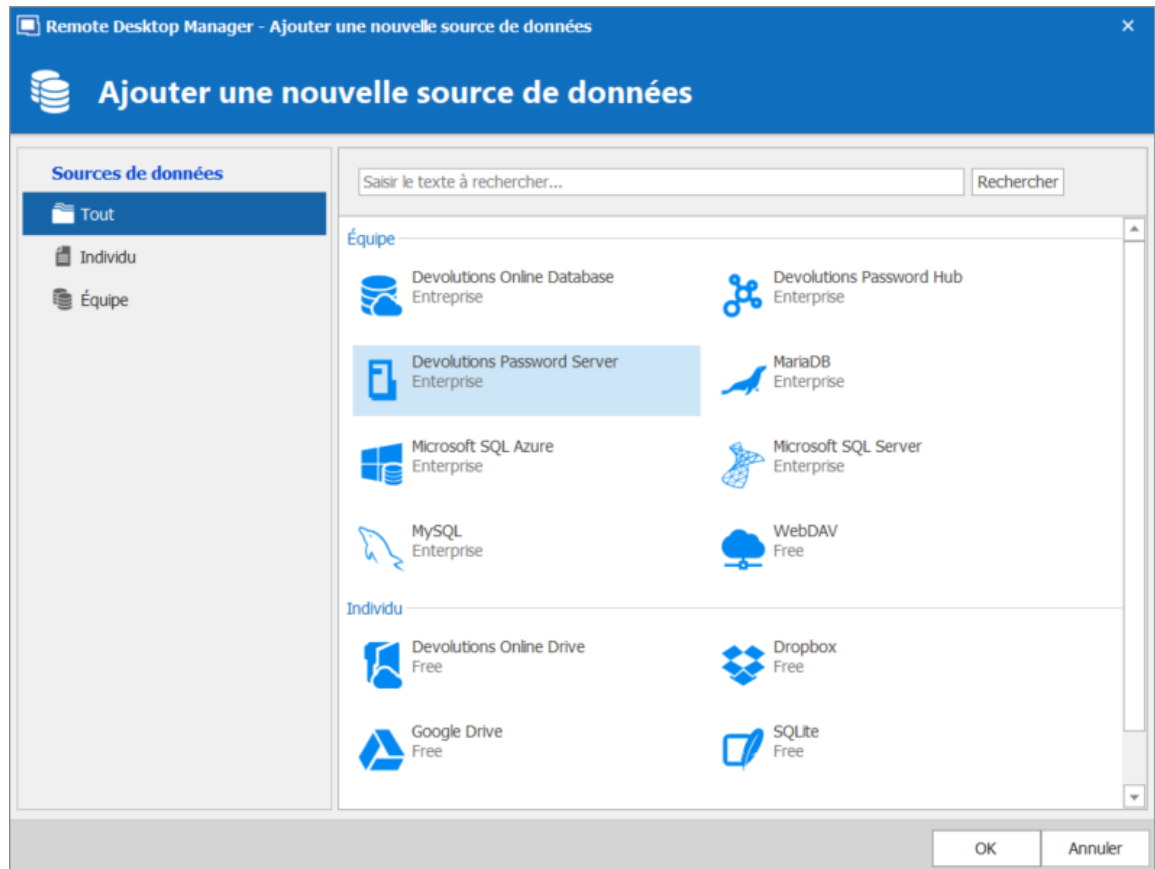 Remote Desktop Manager - Ajouter une nouvelle source de données
Ajouter une nouvelle source de données
Sources de données
Tout
Individu
Équipe
Saisir le texte à rechercher...
Rechercher
Équipe
Devolutions Online Database
Entreprise
Devolutions Password Hub
Enterprise
Devolutions Password Server
Enterprise
MariaDB
Enterprise
Microsoft SQL Azure
Enterprise
Microsoft SQL Server
Enterprise
MySQL
Enterprise
WebDAV
Free
Individu
Devolutions Online Drive
Free
Dropbox
Free
Google Drive
Free
SQLite
Free
OK
Annuler